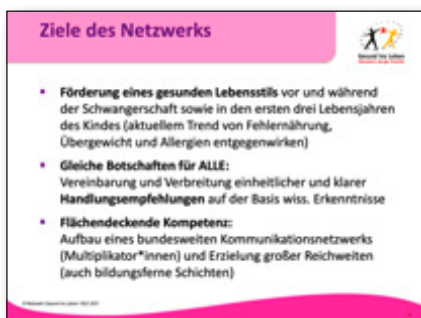 Ziele des Netzwerks
Gesund ins Leben
Förderung eines gesunden Lebensstils vor und während
der Schwangerschaft sowie in den ersten drei Lebensjahren
des Kindes (aktuellem Trend von Fehlernährung,
Übergewicht und Allergien entgegenwirken)
Gleiche Botschaften für ALLE:
Vereinbarung und Verbreitung einheitlicher und klarer
Handlungsempfehlungen auf der Basis wiss. Erkenntnisse
Flächendeckende Kompetenz:
Aufbau eines bundesweiten Kommunikationsnetzwerks
(Multiplikator*innen) und Erzielung großer Reichweiten
(auch bildungsferne Schichten)